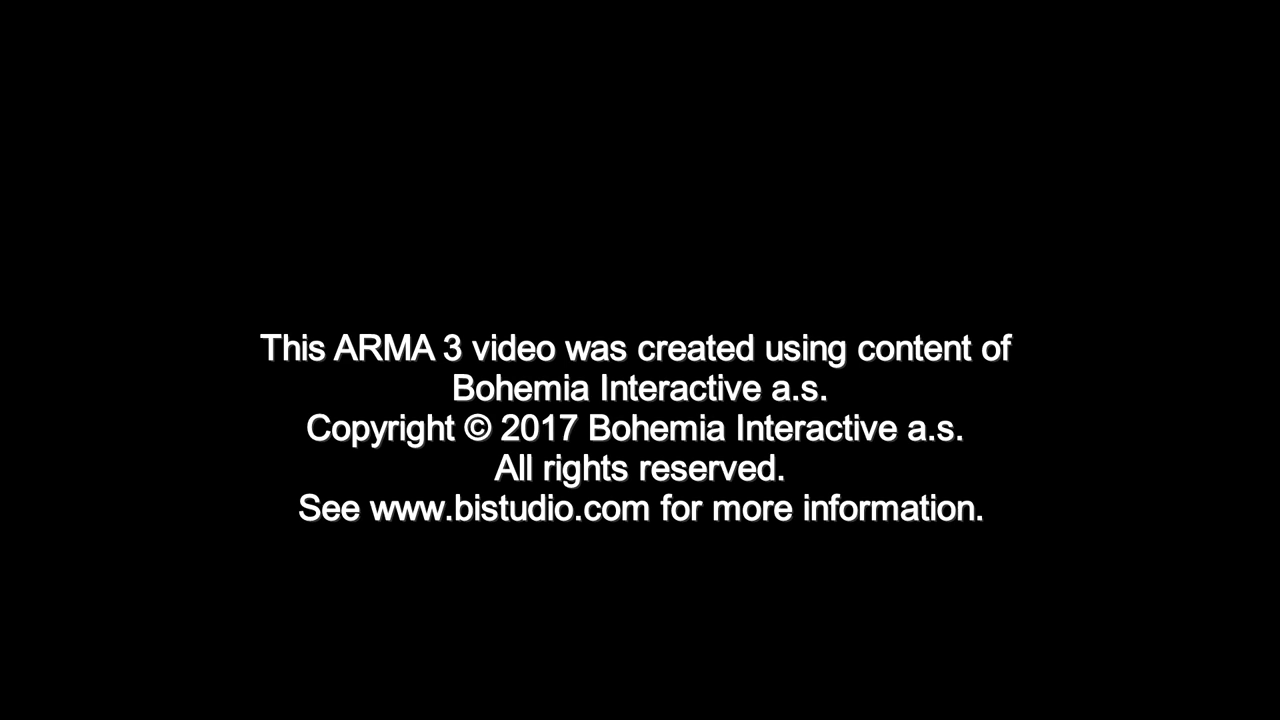 This ARMA 3 video was created using content of
Bohemia Interactive a.s.
Copyright © 2017 Bohemia Interactive a.s.
All rights reserved.
See www.bistudio.com for more information.